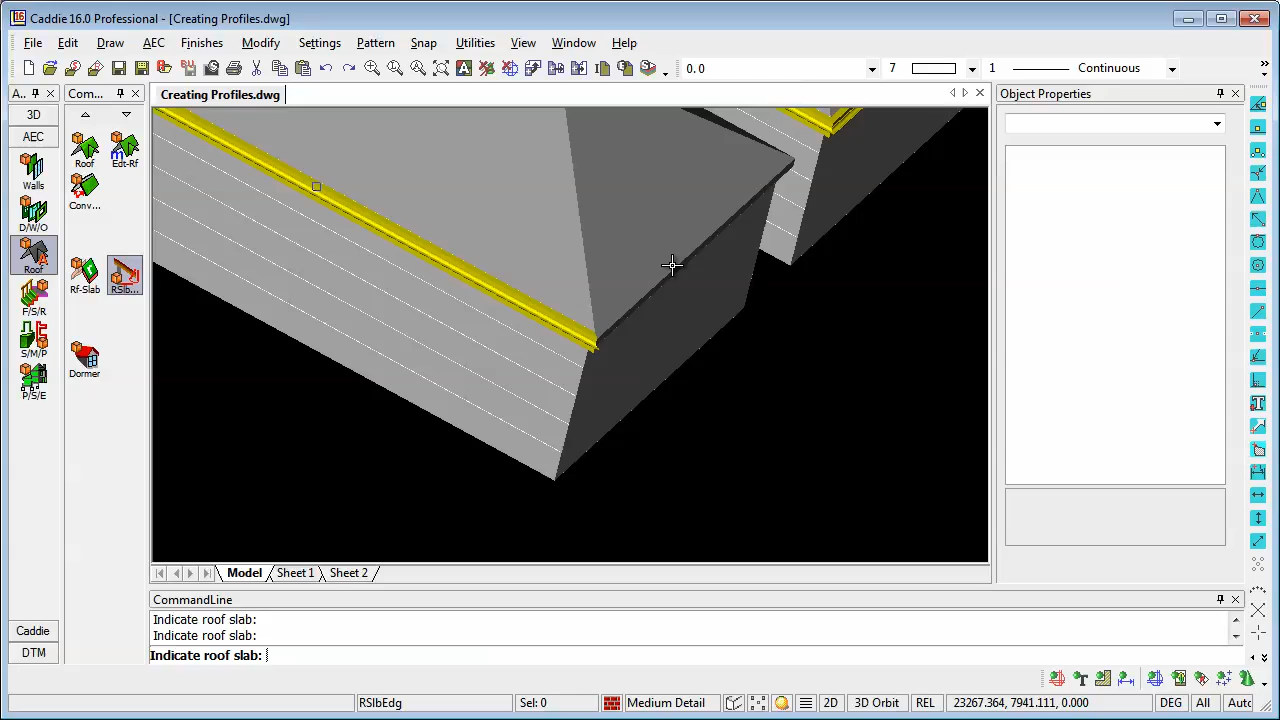 Caddie 16.0 Professional - [Creating Profiles.dwg]
File Edit Draw AEC Finishes Modify Settings Pattern Snap Utilities View Window Help
0, 0 7 1 Continuous
A... Com... Creating Profiles.dwg Object Properties
3D
AEC
Roof Edt-Rf
Walls
Conv...
D/W/O
Roof
Rf-Slab RSlb...
F/S/R
S/M/P
Dormer
P/S/E
Model Sheet 1 Sheet 2
CommandLine
Indicate roof slab:
Indicate roof slab:
Indicate roof slab:
Caddie
DTM
RSlbEdg Sel: 0 Medium Detail 2D 3D Orbit REL 23267.364, 7941.811, 0.000 DEG All Auto